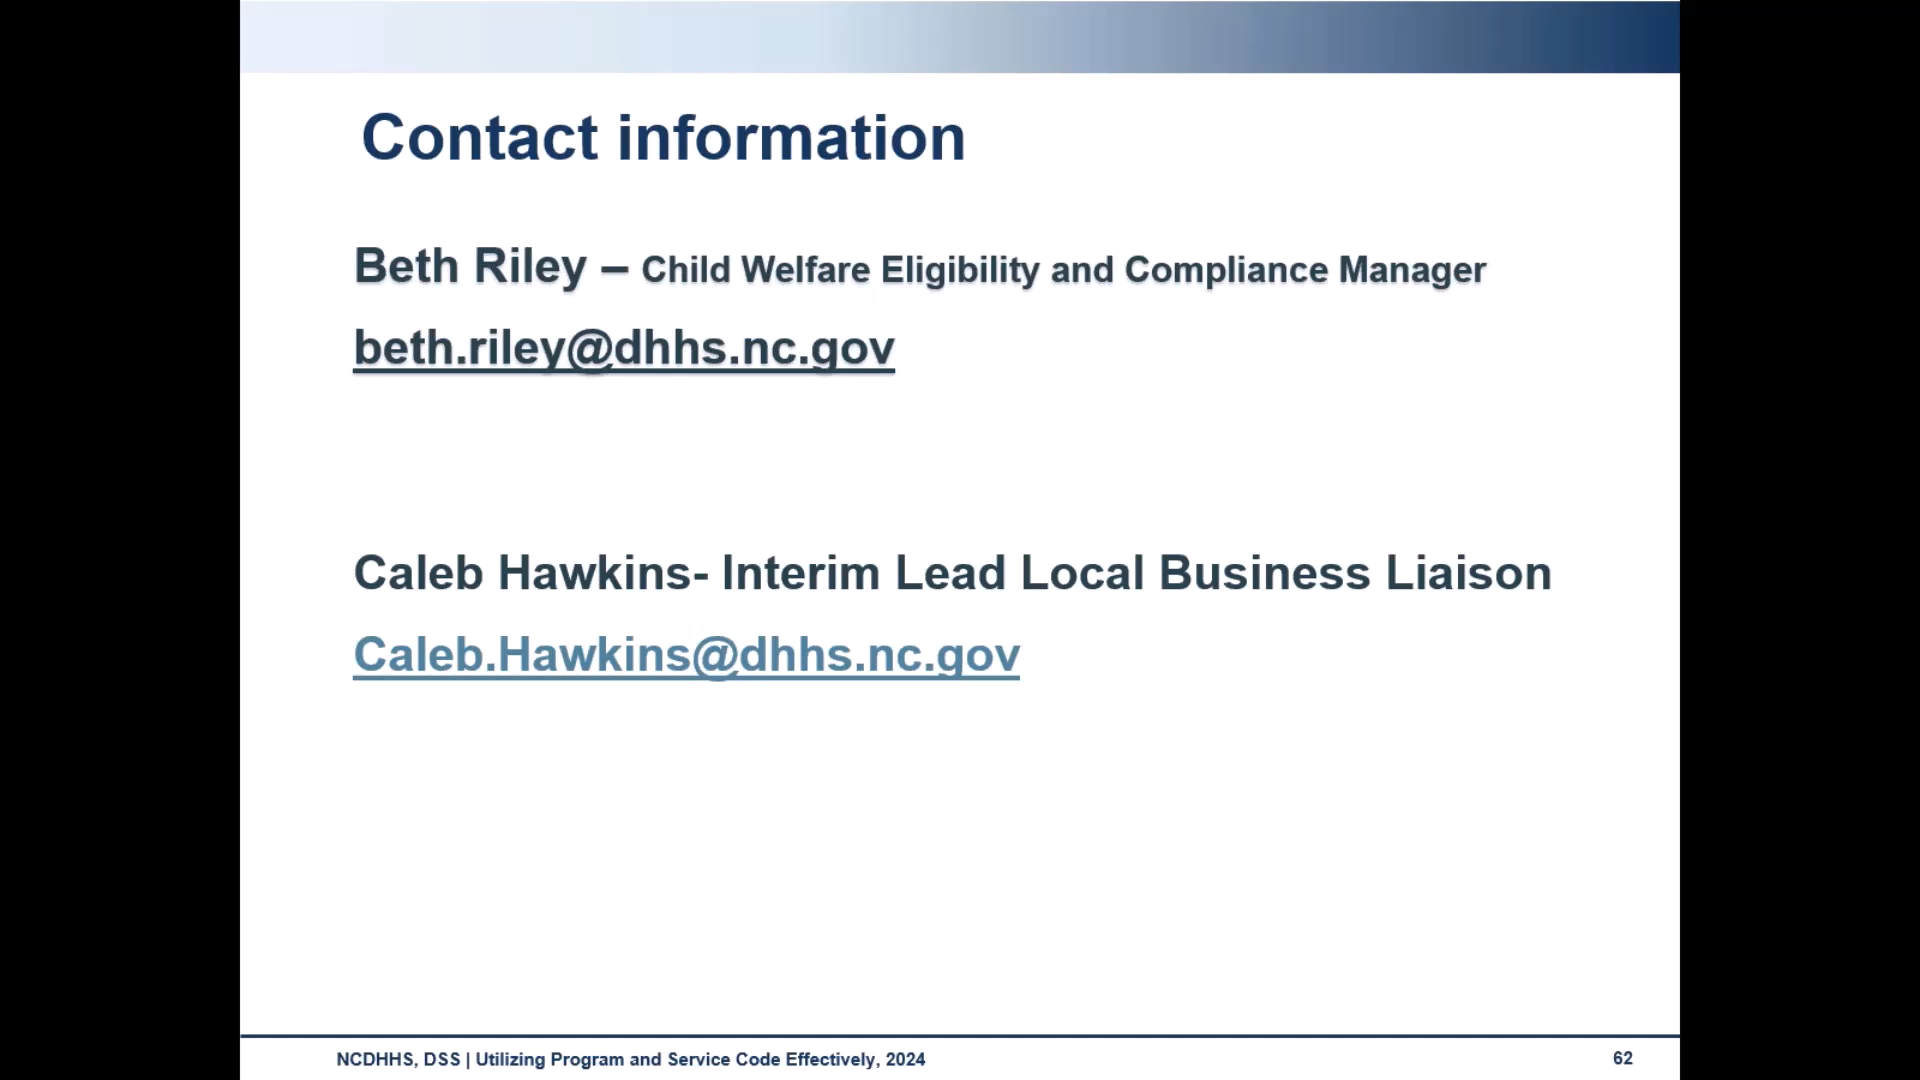 Contact information
Beth Riley – Child Welfare Eligibility and Compliance Manager
beth.riley@dhhs.nc.gov
Caleb Hawkins- Interim Lead Local Business Liaison
Caleb.Hawkins@dhhs.nc.gov
NCDHHS, DSS | Utilizing Program and Service Code Effectively, 2024
62